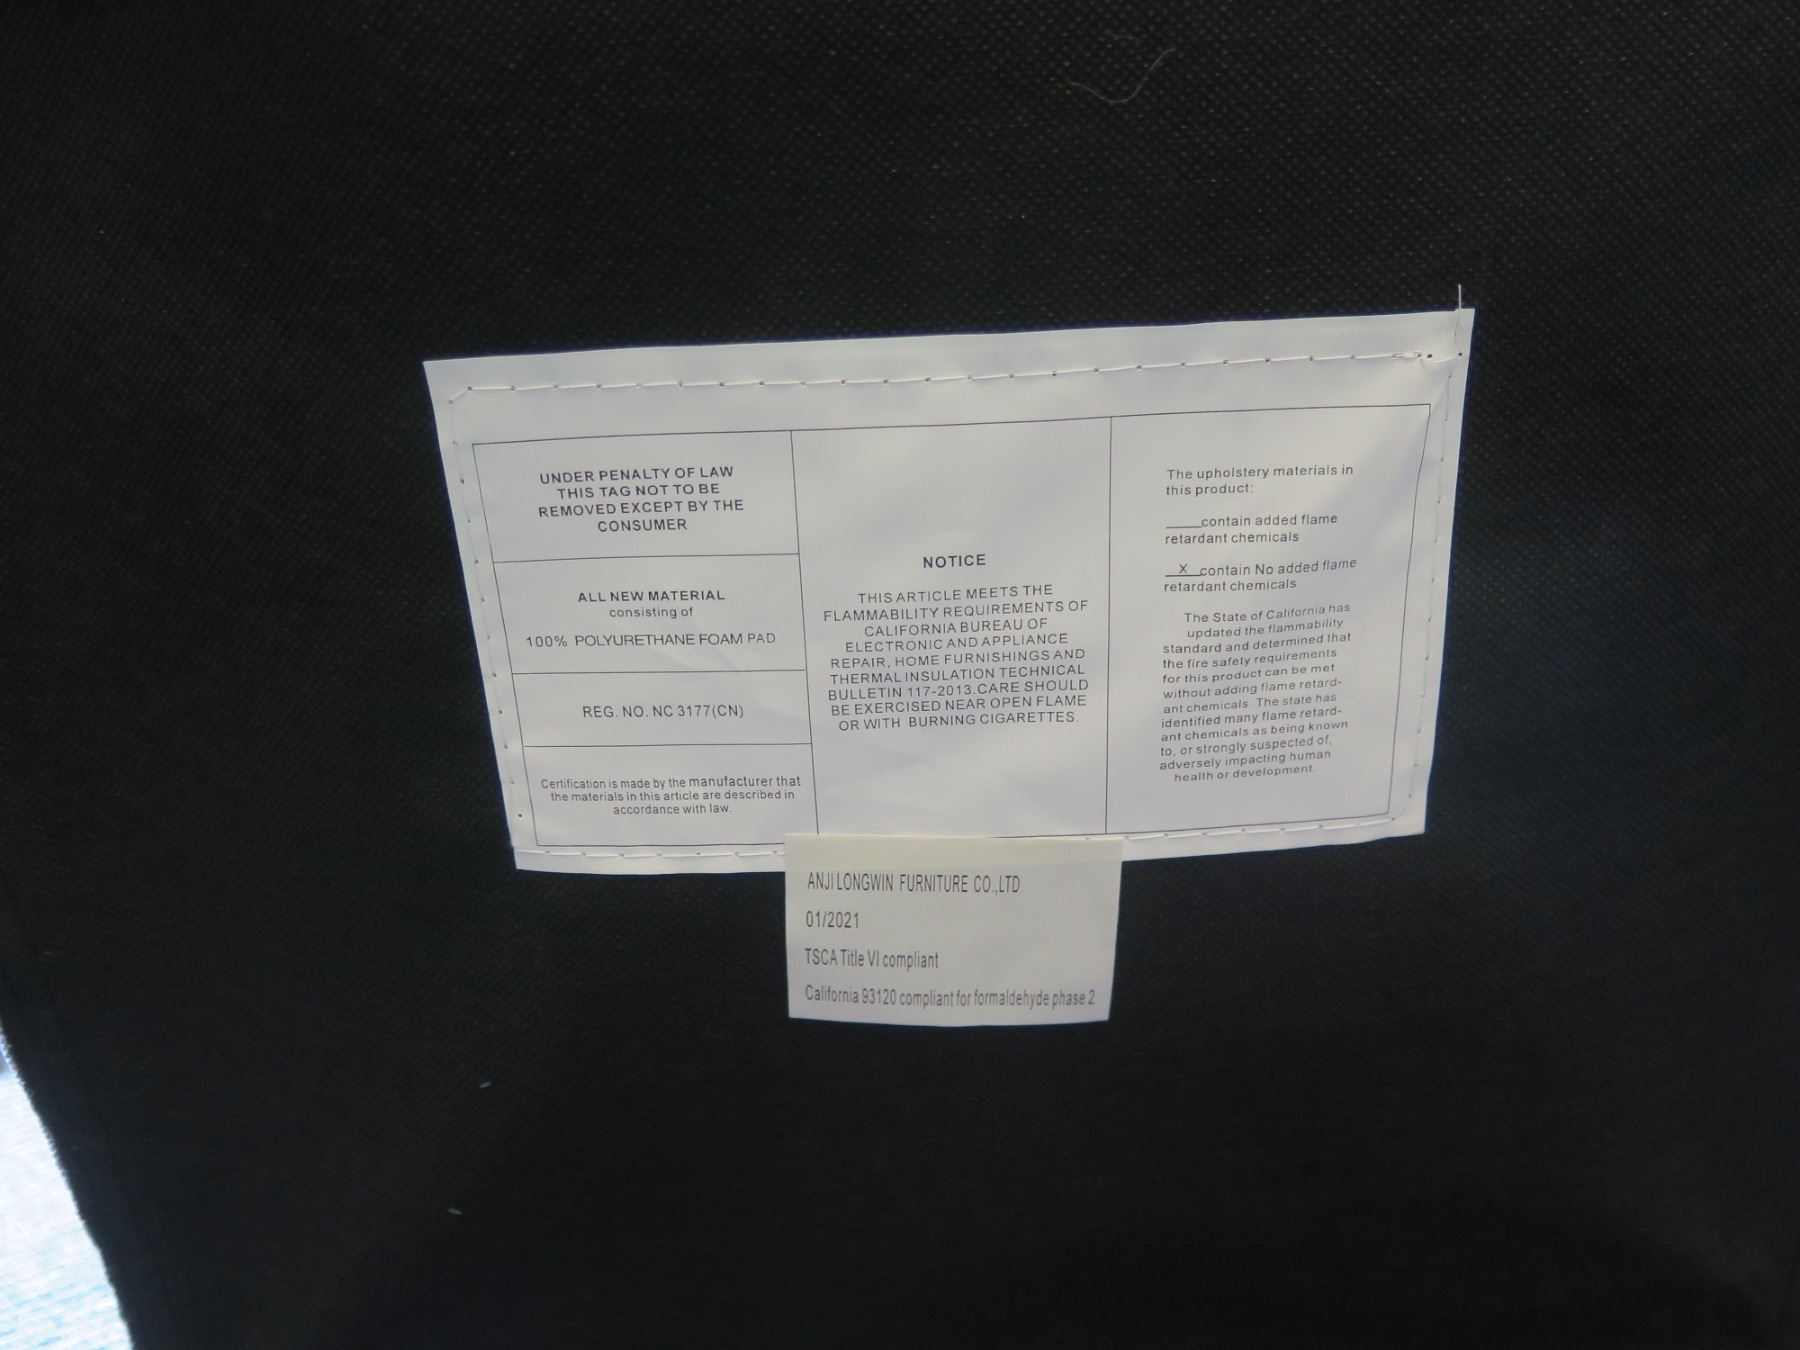 UNDER PENALTY OF LAW
THIS TAG NOT TO BE
REMOVED EXCEPT BY THE
CONSUMER
ALL NEW MATERIAL
consisting of
100% POLYURETHANE FOAM PAD
REG. NO. NC 3177(CN)
Certification is made by the manufacturer that
the materials in this article are described in
accordance with law.
NOTICE
THIS ARTICLE MEETS THE
FLAMMABILITY REQUIREMENTS OF
CALIFORNIA BUREAU OF
ELECTRONIC AND APPLIANCE
REPAIR, HOME FURNISHINGS AND
THERMAL INSULATION TECHNICAL
BULLETIN 117-2013.CARE SHOULD
BE EXERCISED NEAR OPEN FLAME
OR WITH BURNING CIGARETTES.
The upholstery materials in
this product:
____contain added flame
retardant chemicals
_X_contain No added flame
retardant chemicals
The State of California has
updated the flammability
standard and determined that
the fire safety requirements
for this product can be met
without adding flame retard-
ant chemicals. The state has
identified many flame retard-
ant chemicals as being known
to, or strongly suspected of,
adversely impacting human
health or development.
ANJI LONGWIN FURNITURE CO.,LTD
01/2021
TSCA Title VI compliant
California 93120 compliant for formaldehyde phase 2